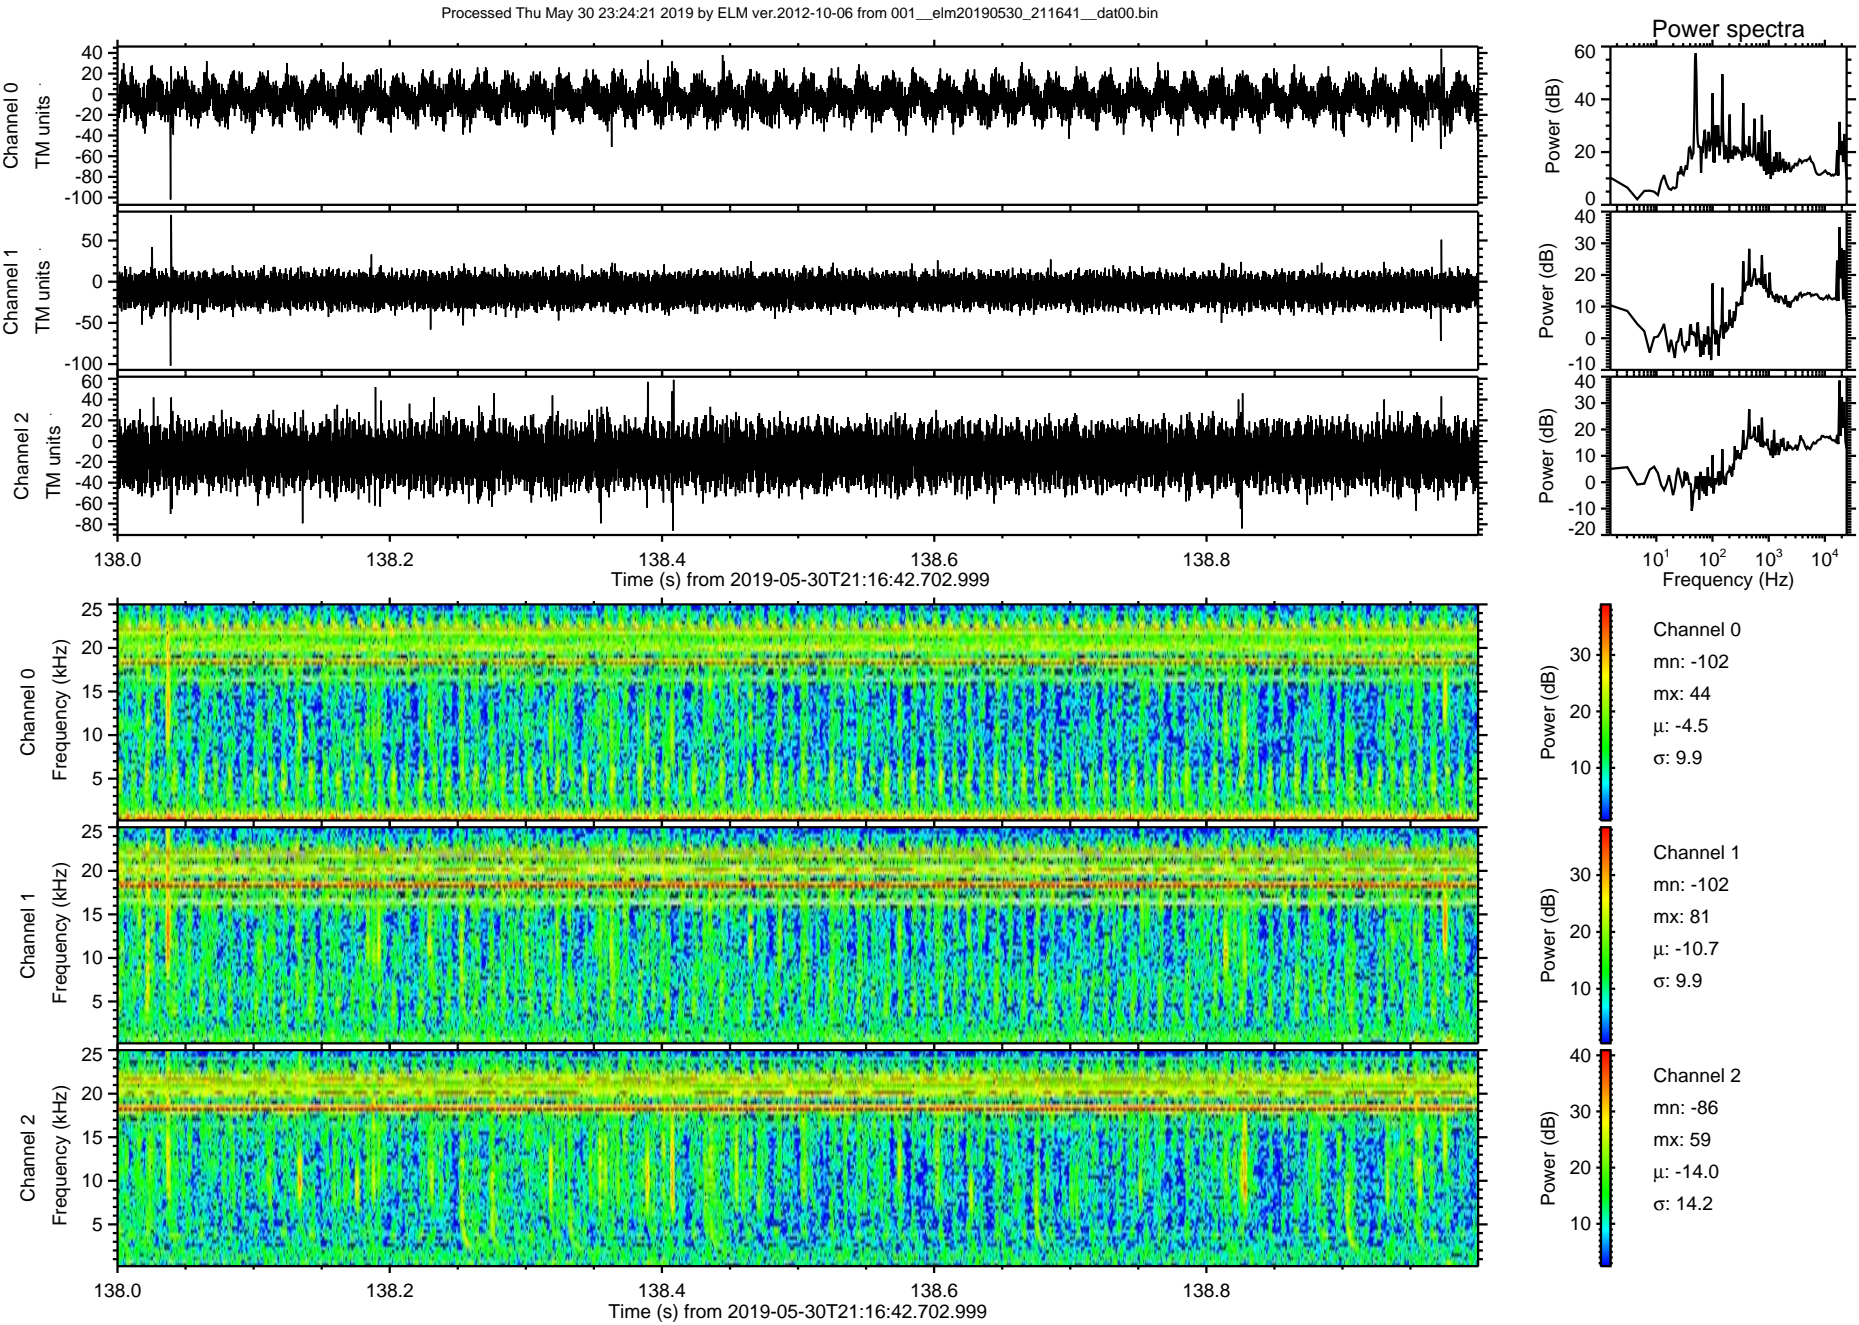 Processed Thu May 30 23:24:21 2019 by ELM ver.2012-10-06 from 001__elm20190530_211641__dat00.bin
Power spectra
Channel 0
TM units
40
20
0
-20
-40
-60
-80
-100
Power (dB)
60
40
20
0
Channel 1
TM units
50
0
-50
-100
Power (dB)
40
30
20
10
0
-10
Channel 2
TM units
60
40
20
0
-20
-40
-60
-80
Power (dB)
40
30
20
10
0
-10
-20
138.0 138.2 138.4 138.6 138.8
Time (s) from 2019-05-30T21:16:42.702.999
10^1 10^2 10^3 10^4
Frequency (Hz)
Channel 0
Frequency (kHz)
25
20
15
10
5
Power (dB)
30
20
10
Channel 0
mn: -102
mx: 44
μ: -4.5
σ: 9.9
Channel 1
Frequency (kHz)
25
20
15
10
5
Power (dB)
30
20
10
Channel 1
mn: -102
mx: 81
μ: -10.7
σ: 9.9
Channel 2
Frequency (kHz)
25
20
15
10
5
Power (dB)
40
30
20
10
Channel 2
mn: -86
mx: 59
μ: -14.0
σ: 14.2
138.0 138.2 138.4 138.6 138.8
Time (s) from 2019-05-30T21:16:42.702.999